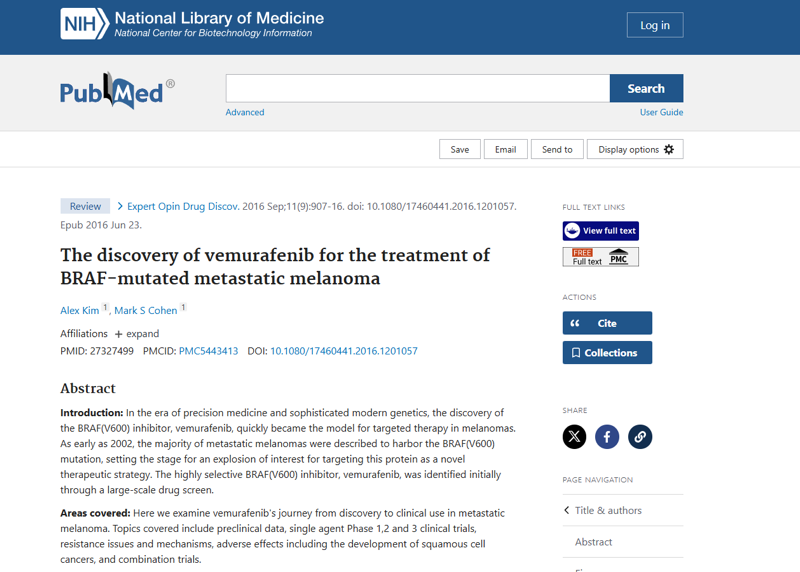 NIH National Library of Medicine
National Center for Biotechnology Information
Log in
PubMed®
Search
Advanced
User Guide
Save
Email
Send to
Display options
Review
Expert Opin Drug Discov. 2016 Sep;11(9):907-16. doi: 10.1080/17460441.2016.1201057.
Epub 2016 Jun 23.
The discovery of vemurafenib for the treatment of
BRAF-mutated metastatic melanoma
Alex Kim 1, Mark S Cohen 1
Affiliations + expand
PMID: 27327499 PMCID: PMC5443413 DOI: 10.1080/17460441.2016.1201057
Abstract
Introduction: In the era of precision medicine and sophisticated modern genetics, the discovery of
the BRAF(V600) inhibitor, vemurafenib, quickly became the model for targeted therapy in melanomas.
As early as 2002, the majority of metastatic melanomas were described to harbor the BRAF(V600)
mutation, setting the stage for an explosion of interest for targeting this protein as a novel
therapeutic strategy. The highly selective BRAF(V600) inhibitor, vemurafenib, was identified initially
through a large-scale drug screen.
Areas covered: Here we examine vemurafenib's journey from discovery to clinical use in metastatic
melanoma. Topics covered include preclinical data, single agent Phase 1,2 and 3 clinical trials,
resistance issues and mechanisms, adverse effects including the development of squamous cell
cancers, and combination trials.
FULL TEXT LINKS
View full text
FREE
Full text
PMC
ACTIONS
Cite
Collections
SHARE
PAGE NAVIGATION
Title & authors
Abstract